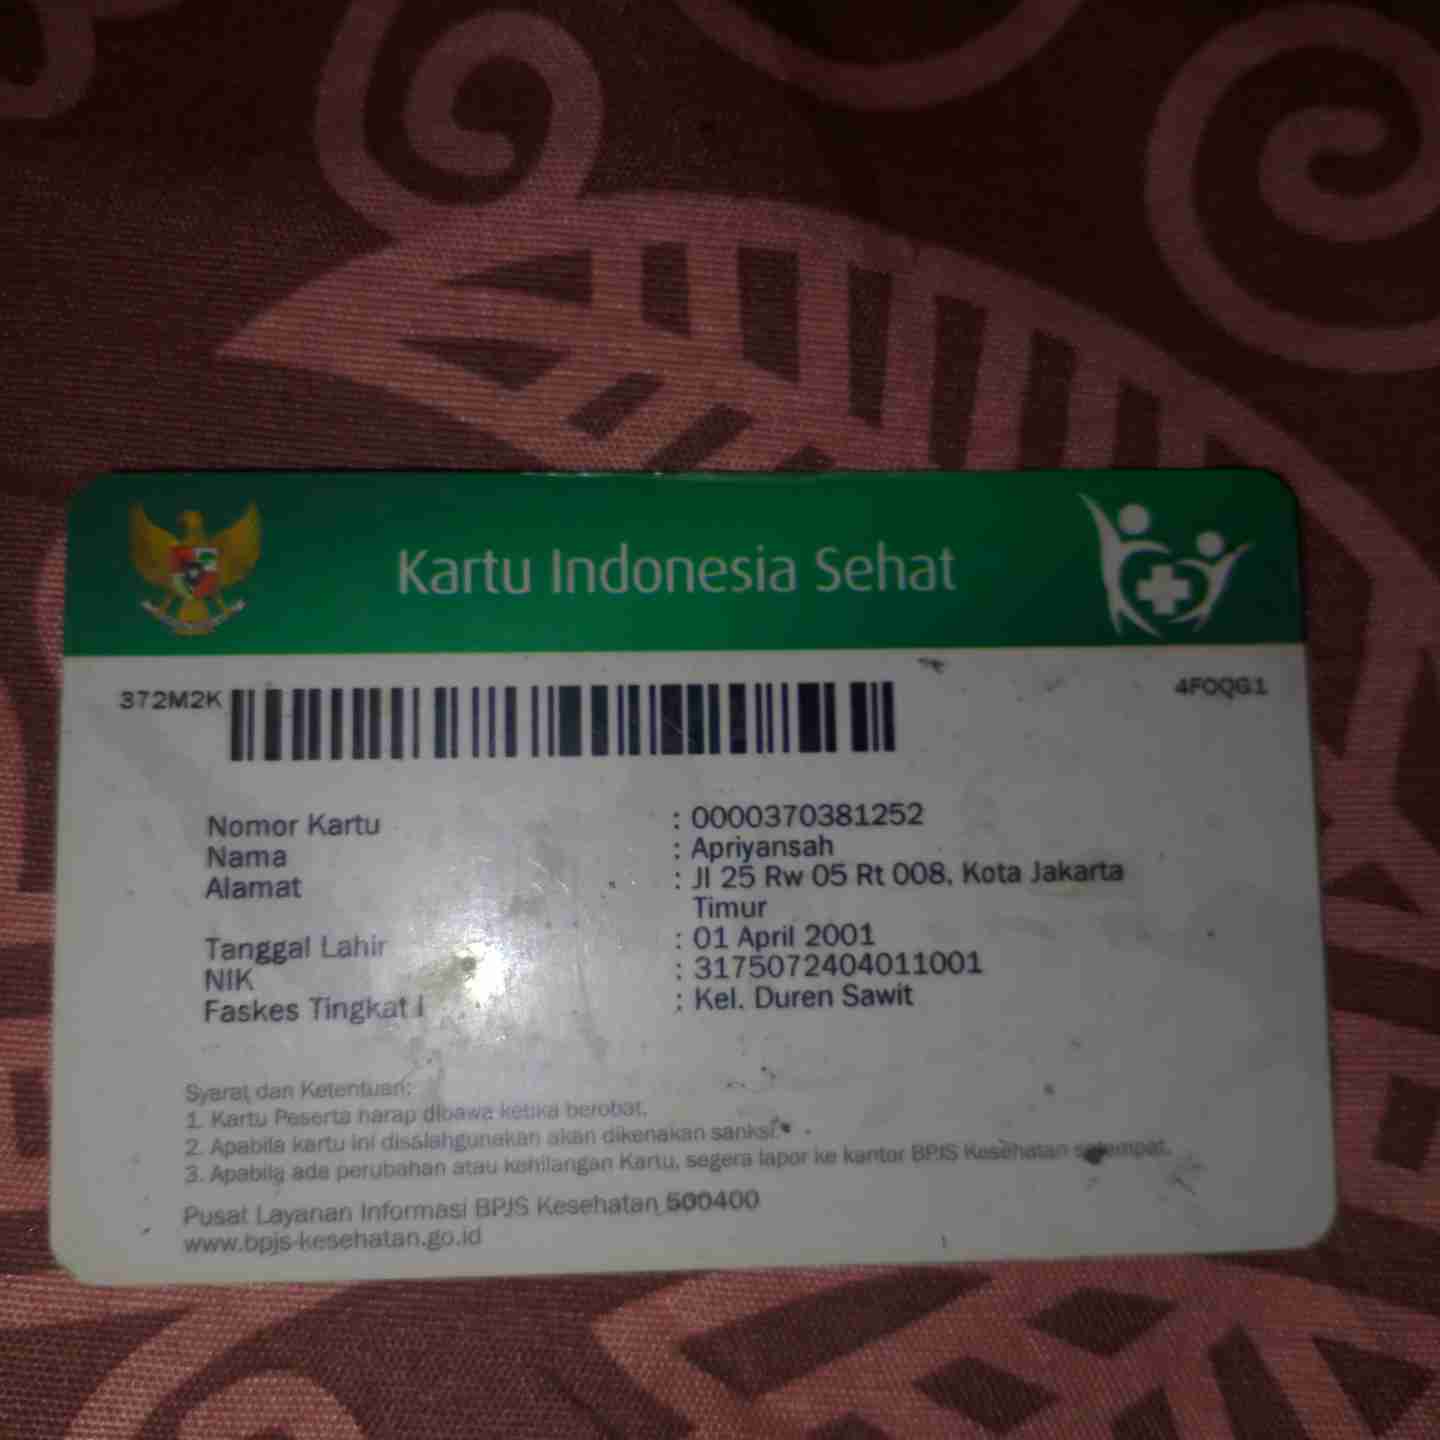 Kartu Indonesia Sehat
372M2K
4FOQG1
Nomor Kartu : 0000370381252
Nama : Apriyansah
Alamat : Jl 25 Rw 05 Rt 008, Kota Jakarta
Timur
Tanggal Lahir : 01 April 2001
NIK : 3175072404011001
Faskes Tingkat I : Kel. Duren Sawit
Syarat dan Ketentuan:
1. Kartu Peserta harap dibawa ketika berobat.
2. Apabila kartu ini disalahgunakan akan dikenakan sanksi.
3. Apabila ada perubahan atau kehilangan Kartu, segera lapor ke kantor BPJS Kesehatan setempat.
Pusat Layanan Informasi BPJS Kesehatan 500400
www.bpjs-kesehatan.go.id